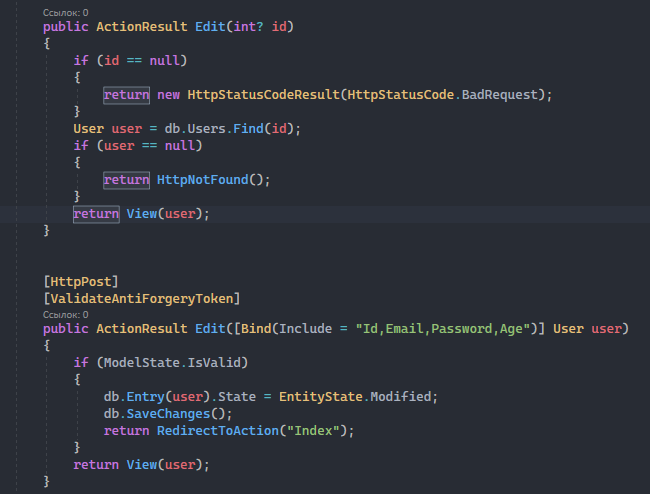 Ссылок: 0
public ActionResult Edit(int? id)
{
if (id == null)
{
return new HttpStatusCodeResult(HttpStatusCode.BadRequest);
}
User user = db.Users.Find(id);
if (user == null)
{
return HttpNotFound();
}
return View(user);
}
[HttpPost]
[ValidateAntiForgeryToken]
Ссылок: 0
public ActionResult Edit([Bind(Include = "Id,Email,Password,Age")] User user)
{
if (ModelState.IsValid)
{
db.Entry(user).State = EntityState.Modified;
db.SaveChanges();
return RedirectToAction("Index");
}
return View(user);
}